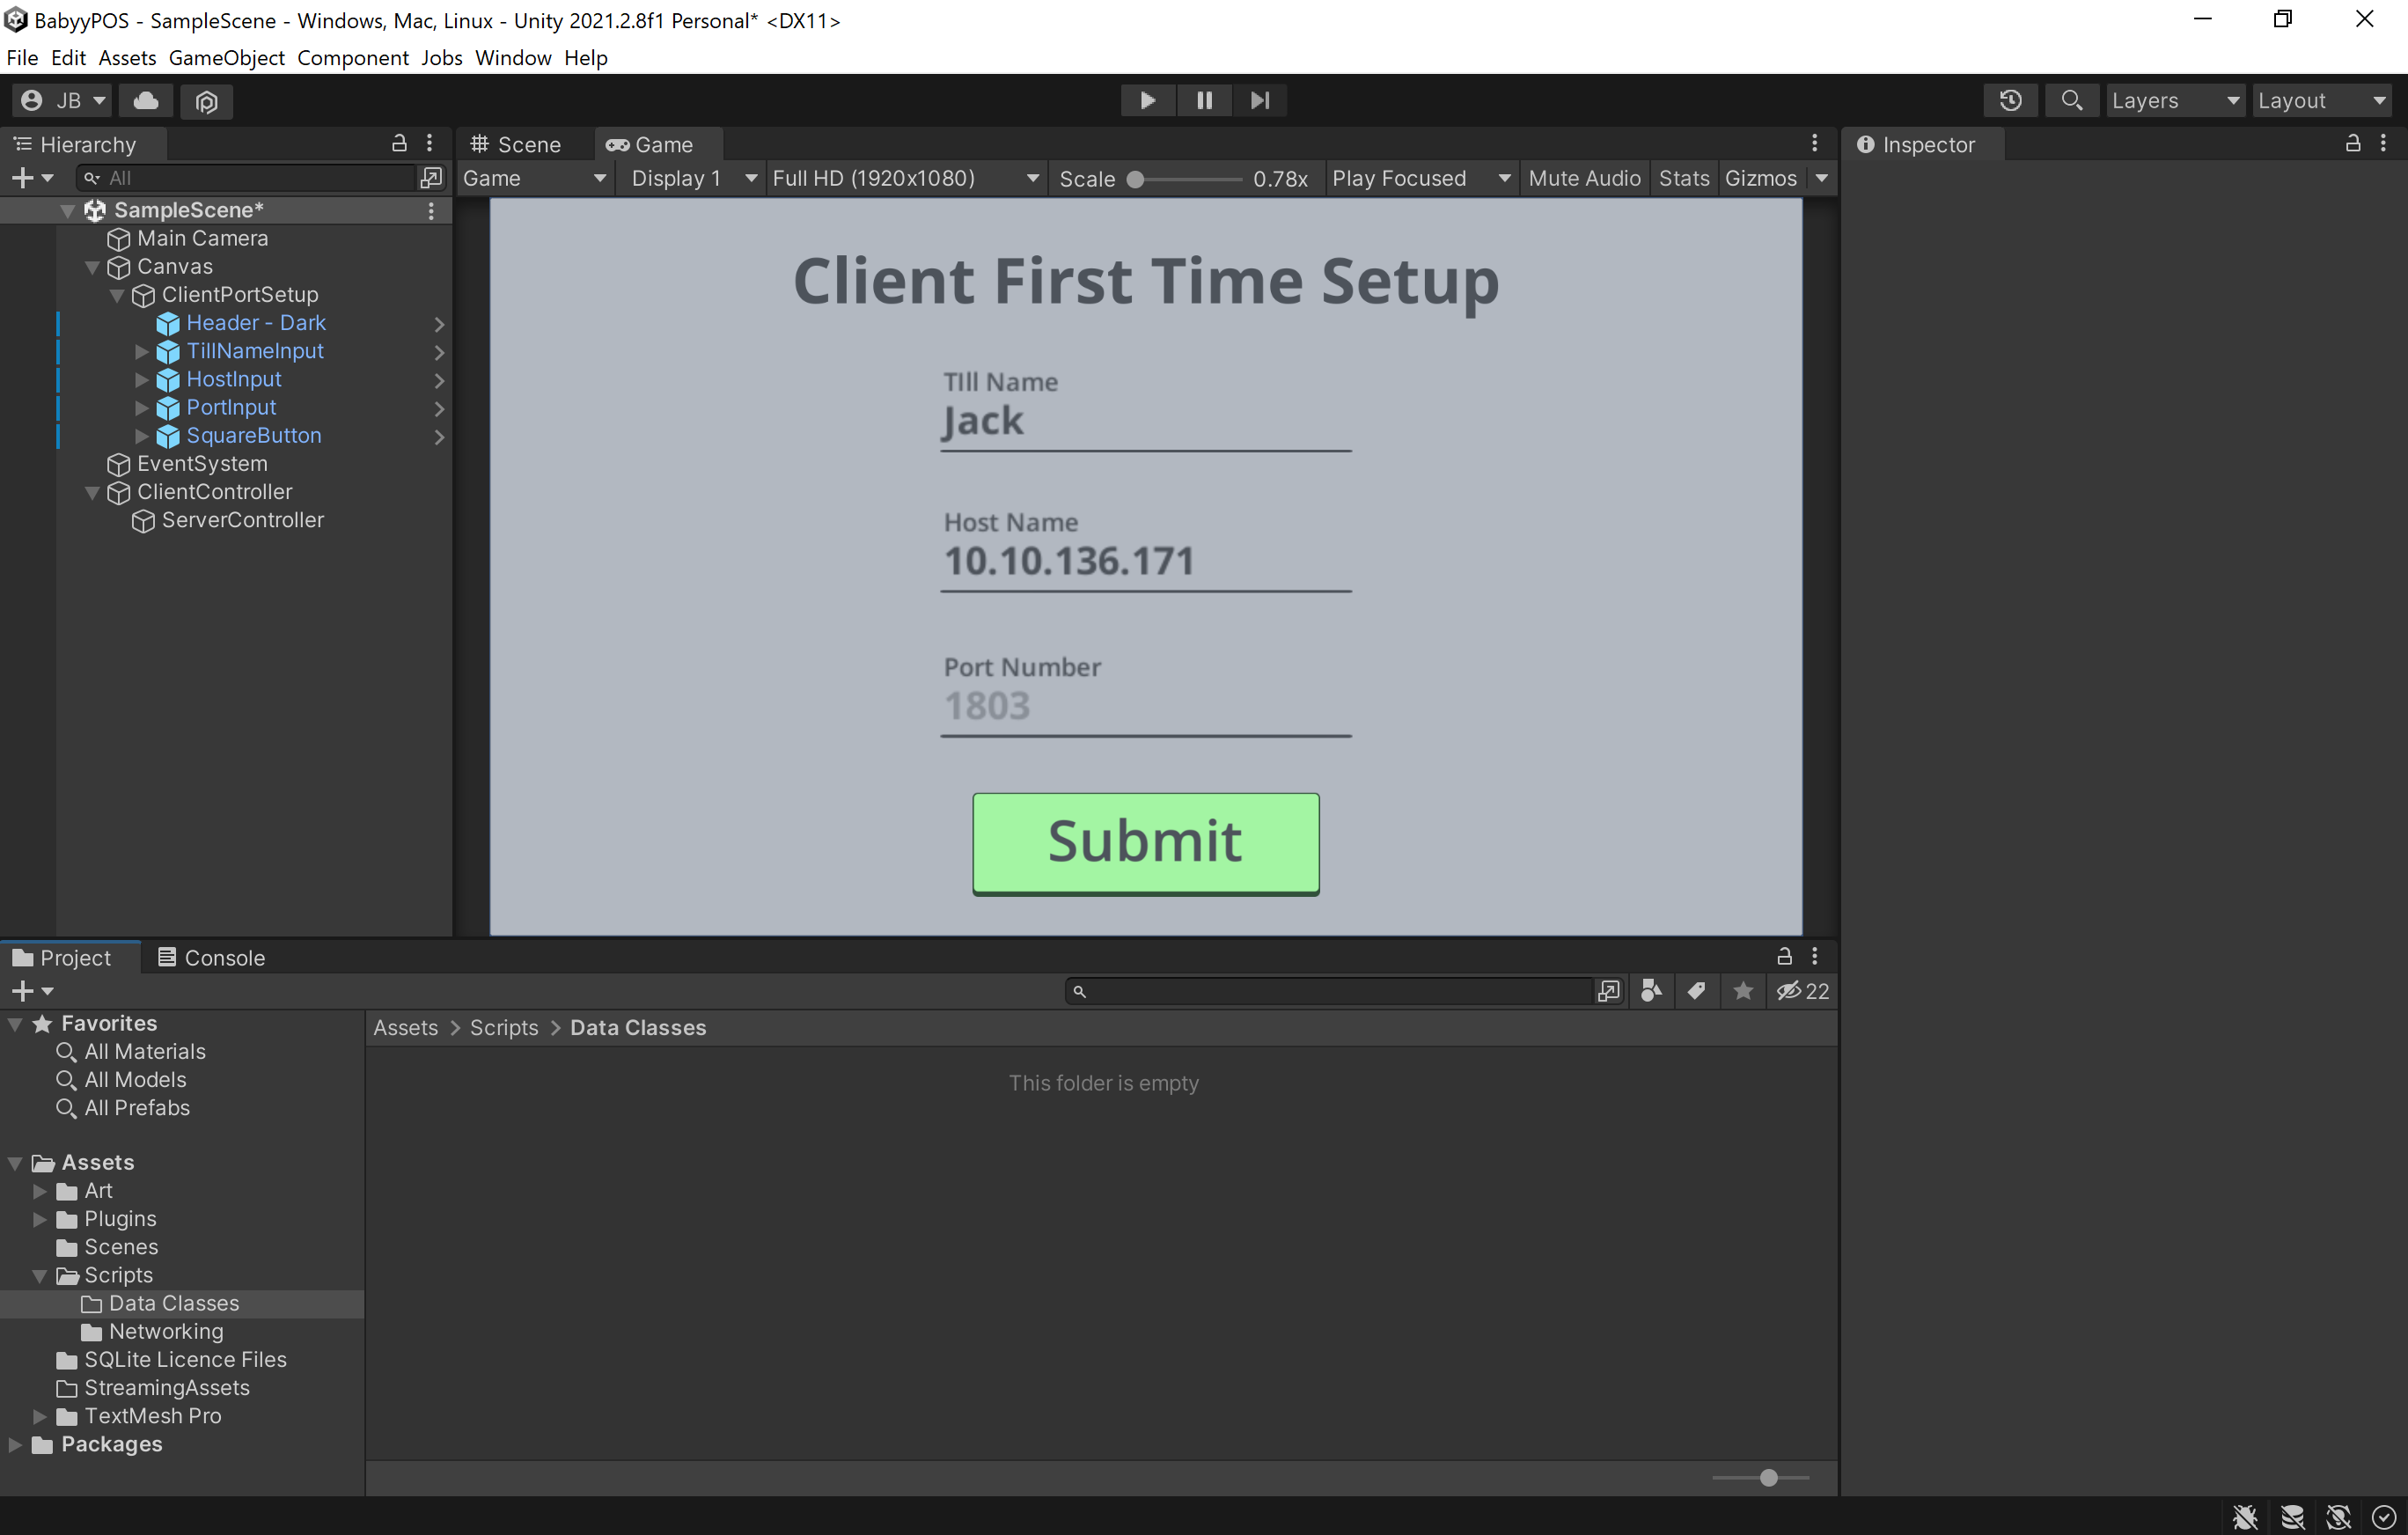 BabyyPOS - SampleScene - Windows, Mac, Linux - Unity 2021.2.8f1 Personal* <DX11>
File Edit Assets GameObject Component Jobs Window Help
JB
Layers
Layout
Hierarchy
All
SampleScene*
Main Camera
Canvas
ClientPortSetup
Header - Dark
TillNameInput
HostInput
PortInput
SquareButton
EventSystem
ClientController
ServerController
Scene
Game
Game Display 1 Full HD (1920x1080) Scale 0.78x Play Focused Mute Audio Stats Gizmos
Client First Time Setup
TIll Name
Jack
Host Name
10.10.136.171
Port Number
1803
Submit
Inspector
Project
Console
22
Favorites
All Materials
All Models
All Prefabs
Assets
Art
Plugins
Scenes
Scripts
Data Classes
Networking
SQLite Licence Files
StreamingAssets
TextMesh Pro
Packages
Assets > Scripts > Data Classes
This folder is empty